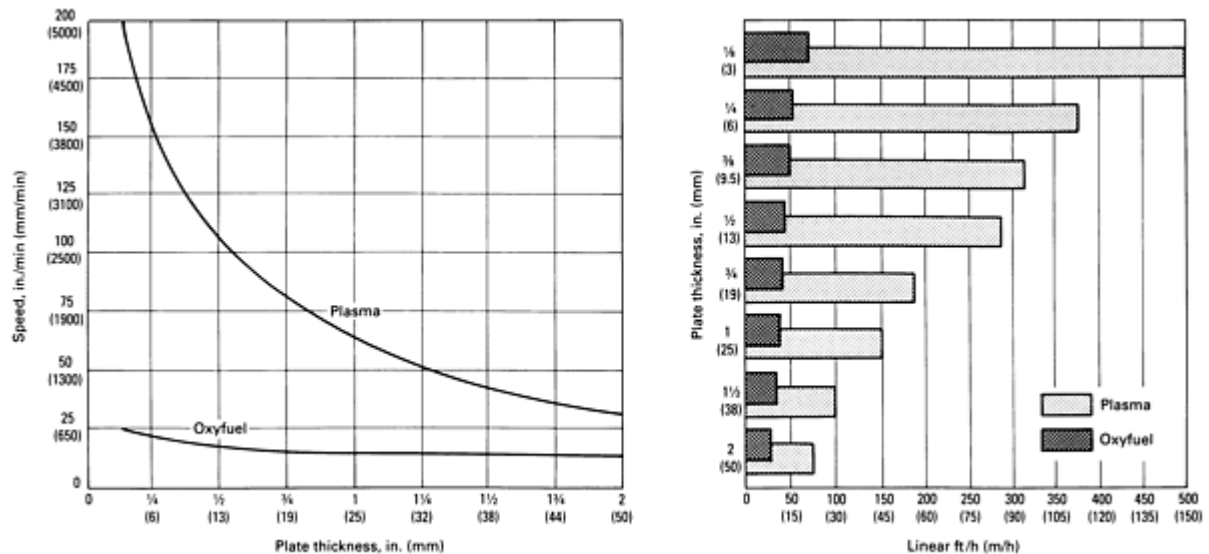 200
(5000)
175
(4500)
150
(3800)
125
(3100)
100
(2500)
75
(1900)
50
(1300)
25
(650)
0
Speed, in./min (mm/min)
Plasma
Oxyfuel
0 ¼ ½ ¾ 1 1¼ 1½ 1¾ 2
(6) (13) (19) (25) (32) (38) (44) (50)
Plate thickness, in. (mm)
Plate thickness, in. (mm)
⅛
(3)
¼
(6)
⅜
(9.5)
½
(13)
¾
(19)
1
(25)
1½
(38)
2
(50)
Plasma
Oxyfuel
0 50 100 150 200 250 300 350 400 450 500
(15) (30) (45) (60) (75) (90) (105) (120) (135) (150)
Linear ft/h (m/h)